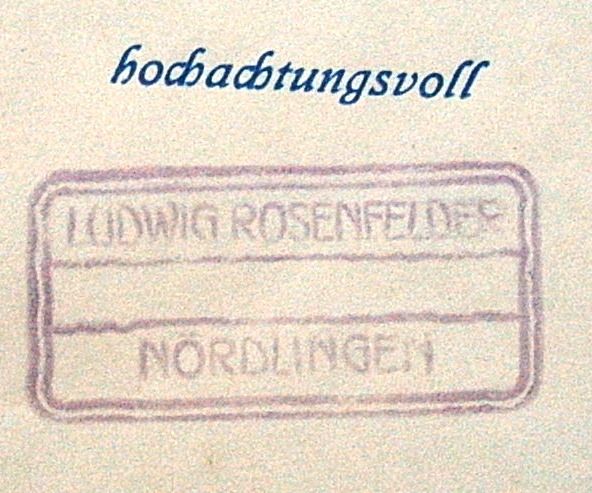 hochachtungsvoll
LUDWIG ROSENFELDER
NÖRDLINGEN